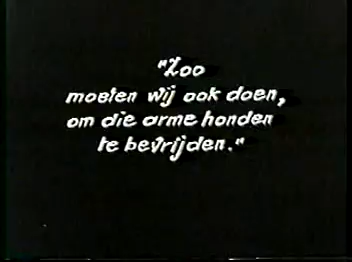 "Zoo
moeten wij ook doen,
om die arme honden
te bevrijden."